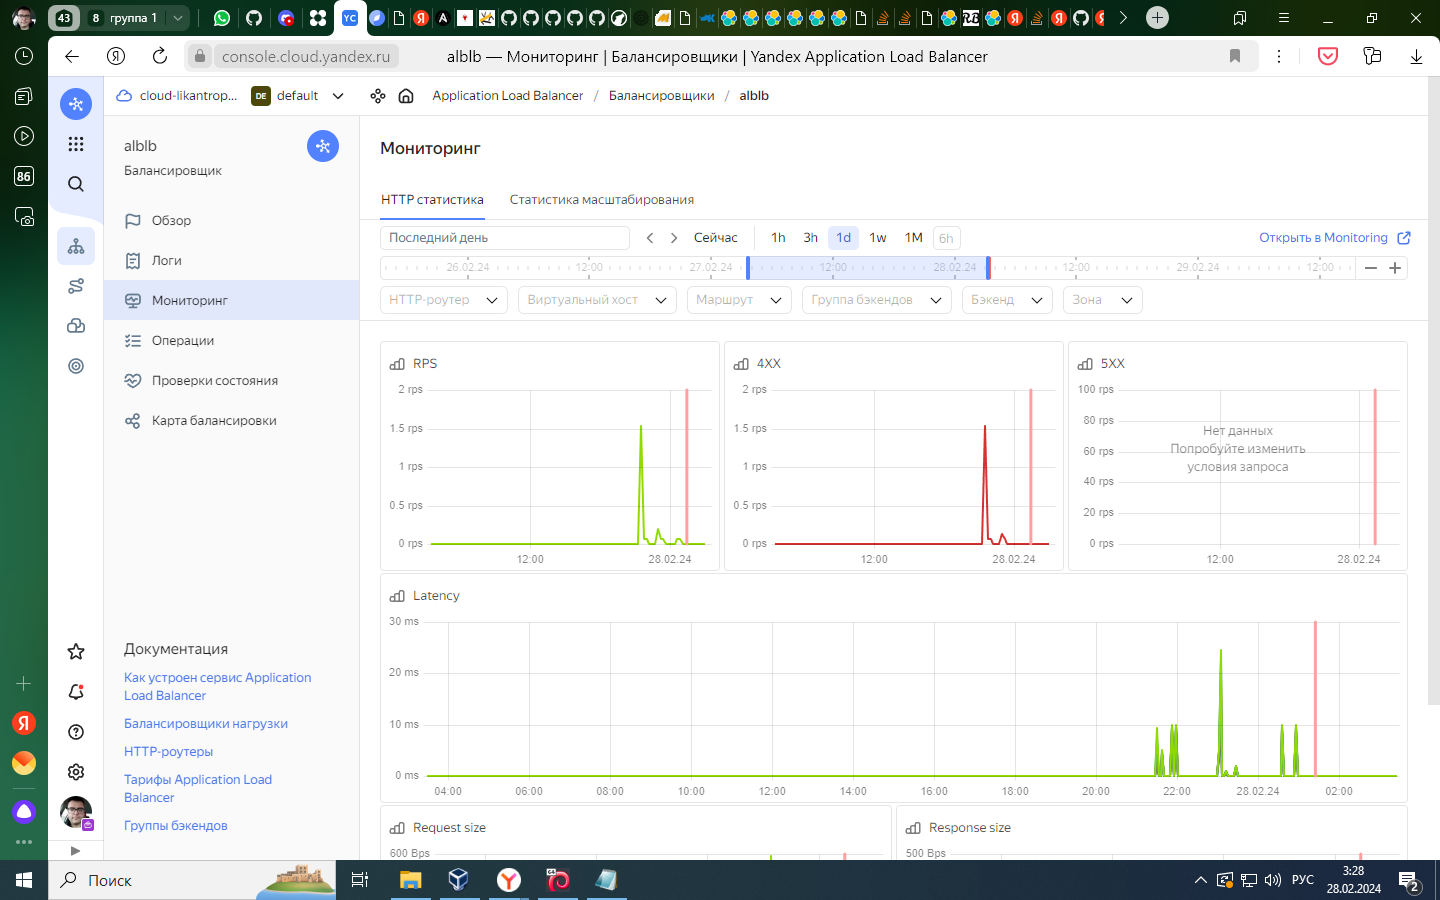 43
8 группа 1
YC
console.cloud.yandex.ru
alblb — Мониторинг | Балансировщики | Yandex Application Load Balancer
86
cloud-likantrop...
DE default
Application Load Balancer / Балансировщики / alblb
alblb
Балансировщик
Обзор
Логи
Мониторинг
Операции
Проверки состояния
Карта балансировки
Документация
Как устроен сервис Application
Load Balancer
Балансировщики нагрузки
HTTP-роутеры
Тарифы Application Load
Balancer
Группы бэкендов
Мониторинг
HTTP статистика Статистика масштабирования
Последний день Сейчас 1h 3h 1d 1w 1M 6h Открыть в Monitoring
26.02.24 12:00 27.02.24 12:00 28.02.24 12:00 29.02.24 12:00
HTTP-роутер Виртуальный хост Маршрут Группа бэкендов Бэкенд Зона
RPS
2 rps
1.5 rps
1 rps
0.5 rps
0 rps
12:00 28.02.24
4XX
2 rps
1.5 rps
1 rps
0.5 rps
0 rps
12:00 28.02.24
5XX
100 rps
80 rps
60 rps
40 rps
20 rps
0 rps
Нет данных
Попробуйте изменить
условия запроса
12:00 28.02.24
Latency
30 ms
20 ms
10 ms
0 ms
04:00 06:00 08:00 10:00 12:00 14:00 16:00 18:00 20:00 22:00 28.02.24 02:00
Request size
600 Bps
Response size
500 Bps
Поиск
РУС
3:28
28.02.2024
2